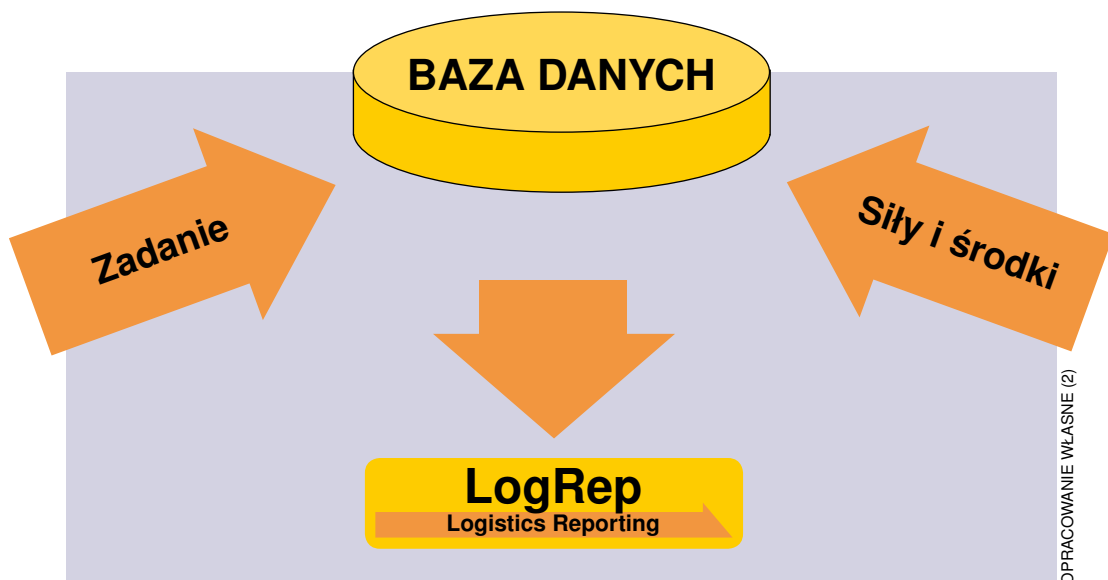 BAZA DANYCH
Zadanie
Siły i środki
LogRep
Logistics Reporting
OPRACOWANIE WŁASNE (2)